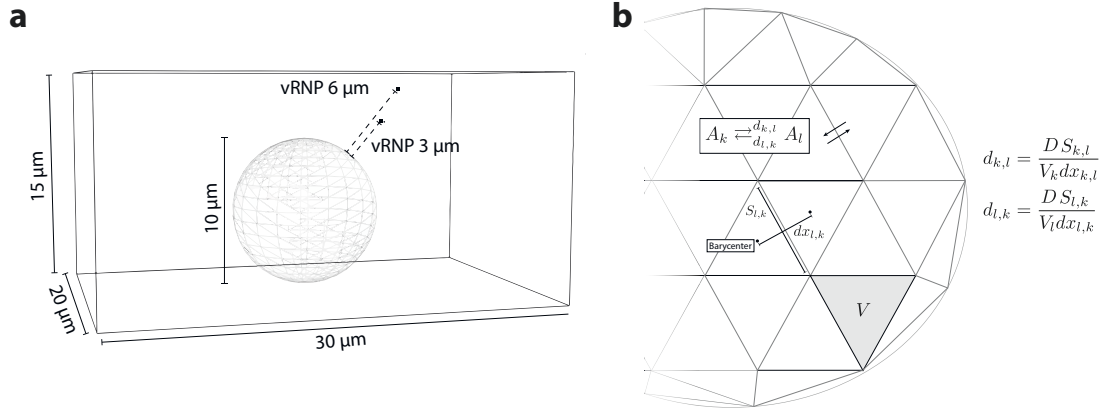 a
vRNP 6 µm
vRNP 3 µm
15 µm
10 µm
20 µm
30 µm
b
A_k ⇄ d_{k,l} d_{l,k} A_l
S_{l,k}
dx_{l,k}
Barycenter
V
d_{k,l} = D S_{k,l} / V_k dx_{k,l}
d_{l,k} = D S_{l,k} / V_l dx_{l,k}